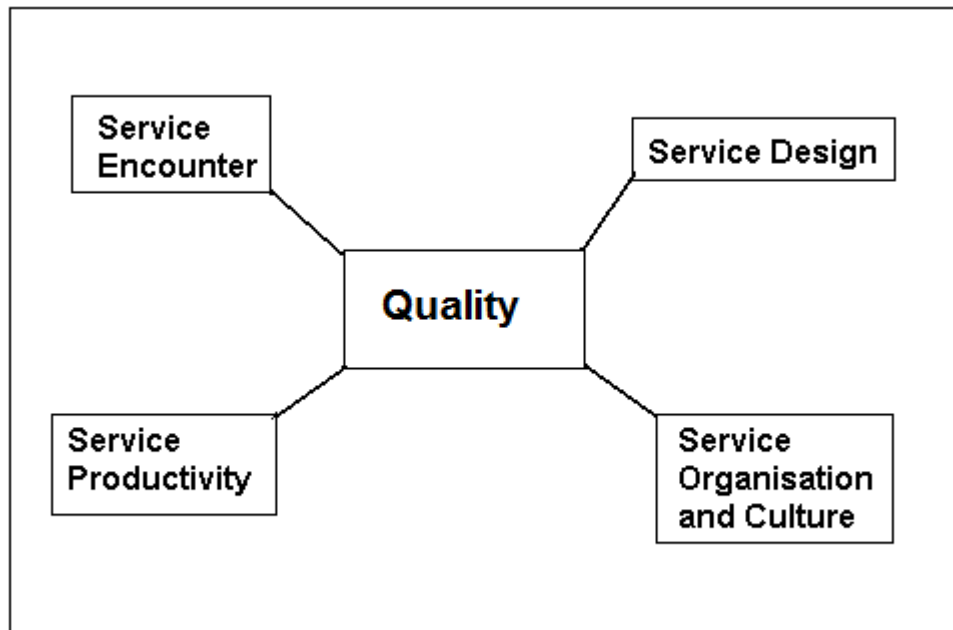 Service
Encounter
Service Design
Quality
Service
Productivity
Service
Organisation
and Culture